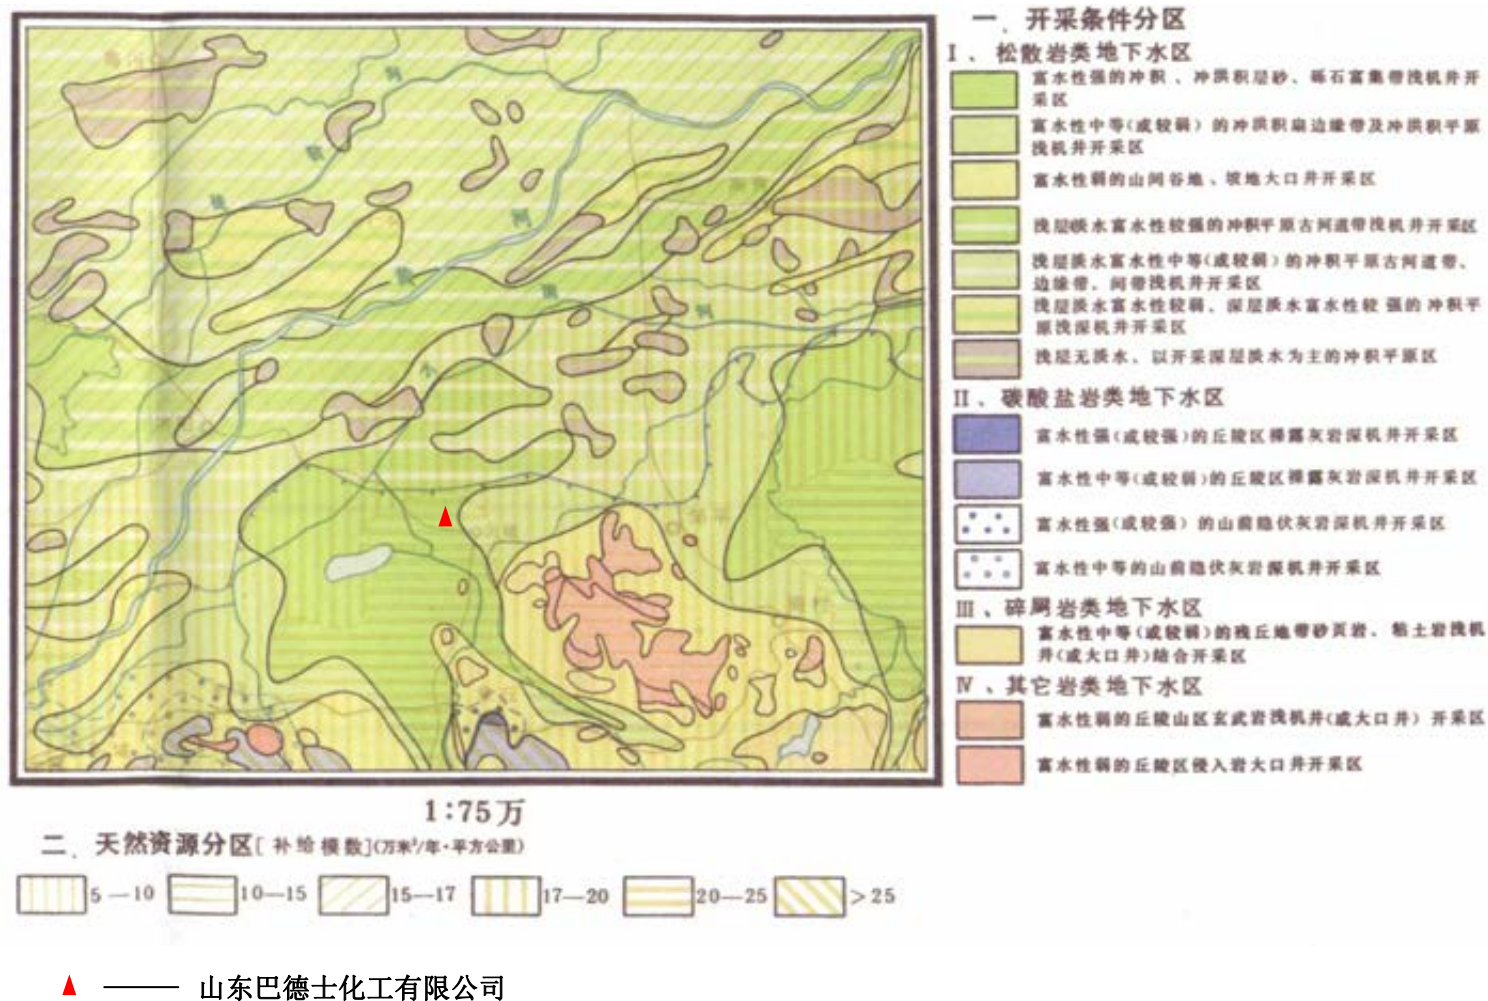 一、开采条件分区
Ⅰ、松散岩类地下水区
富水性强的冲积、冲洪积层砂、砾石富集带浅机井开
采区
富水性中等(或较弱)的冲洪积扇边缘带及冲洪积平原
浅机井开采区
富水性弱的山间谷地、坡地大口井开采区
浅层淡水富水性较强的冲积平原古河道带浅机井开采区
浅层淡水富水性中等(或较弱)的冲积平原古河道带、
边缘带、间带浅机井开采区
浅层淡水富水性较弱、深层淡水富水性较强的冲积平
原浅深机井开采区
浅层无淡水、以开采深层淡水为主的冲积平原区
Ⅱ、碳酸盐岩类地下水区
富水性强(或较强)的丘陵区裸露灰岩深机井开采区
富水性中等(或较弱)的丘陵区裸露灰岩深机井开采区
富水性强(或较强)的山前隐伏灰岩深机井开采区
富水性中等的山前隐伏灰岩深机井开采区
Ⅲ、碎屑岩类地下水区
富水性中等(或较弱)的残丘地带砂页岩、粘土岩浅机
井(或大口井)结合开采区
Ⅳ、其它岩类地下水区
富水性弱的丘陵山区玄武岩浅机井(或大口井)开采区
富水性弱的丘陵区侵入岩大口井开采区
河
河
河
1:75万
二、天然资源分区[补给模数](万米³/年·平方公里)
5—10
10—15
15—17
17—20
20—25
>25
山东巴德士化工有限公司